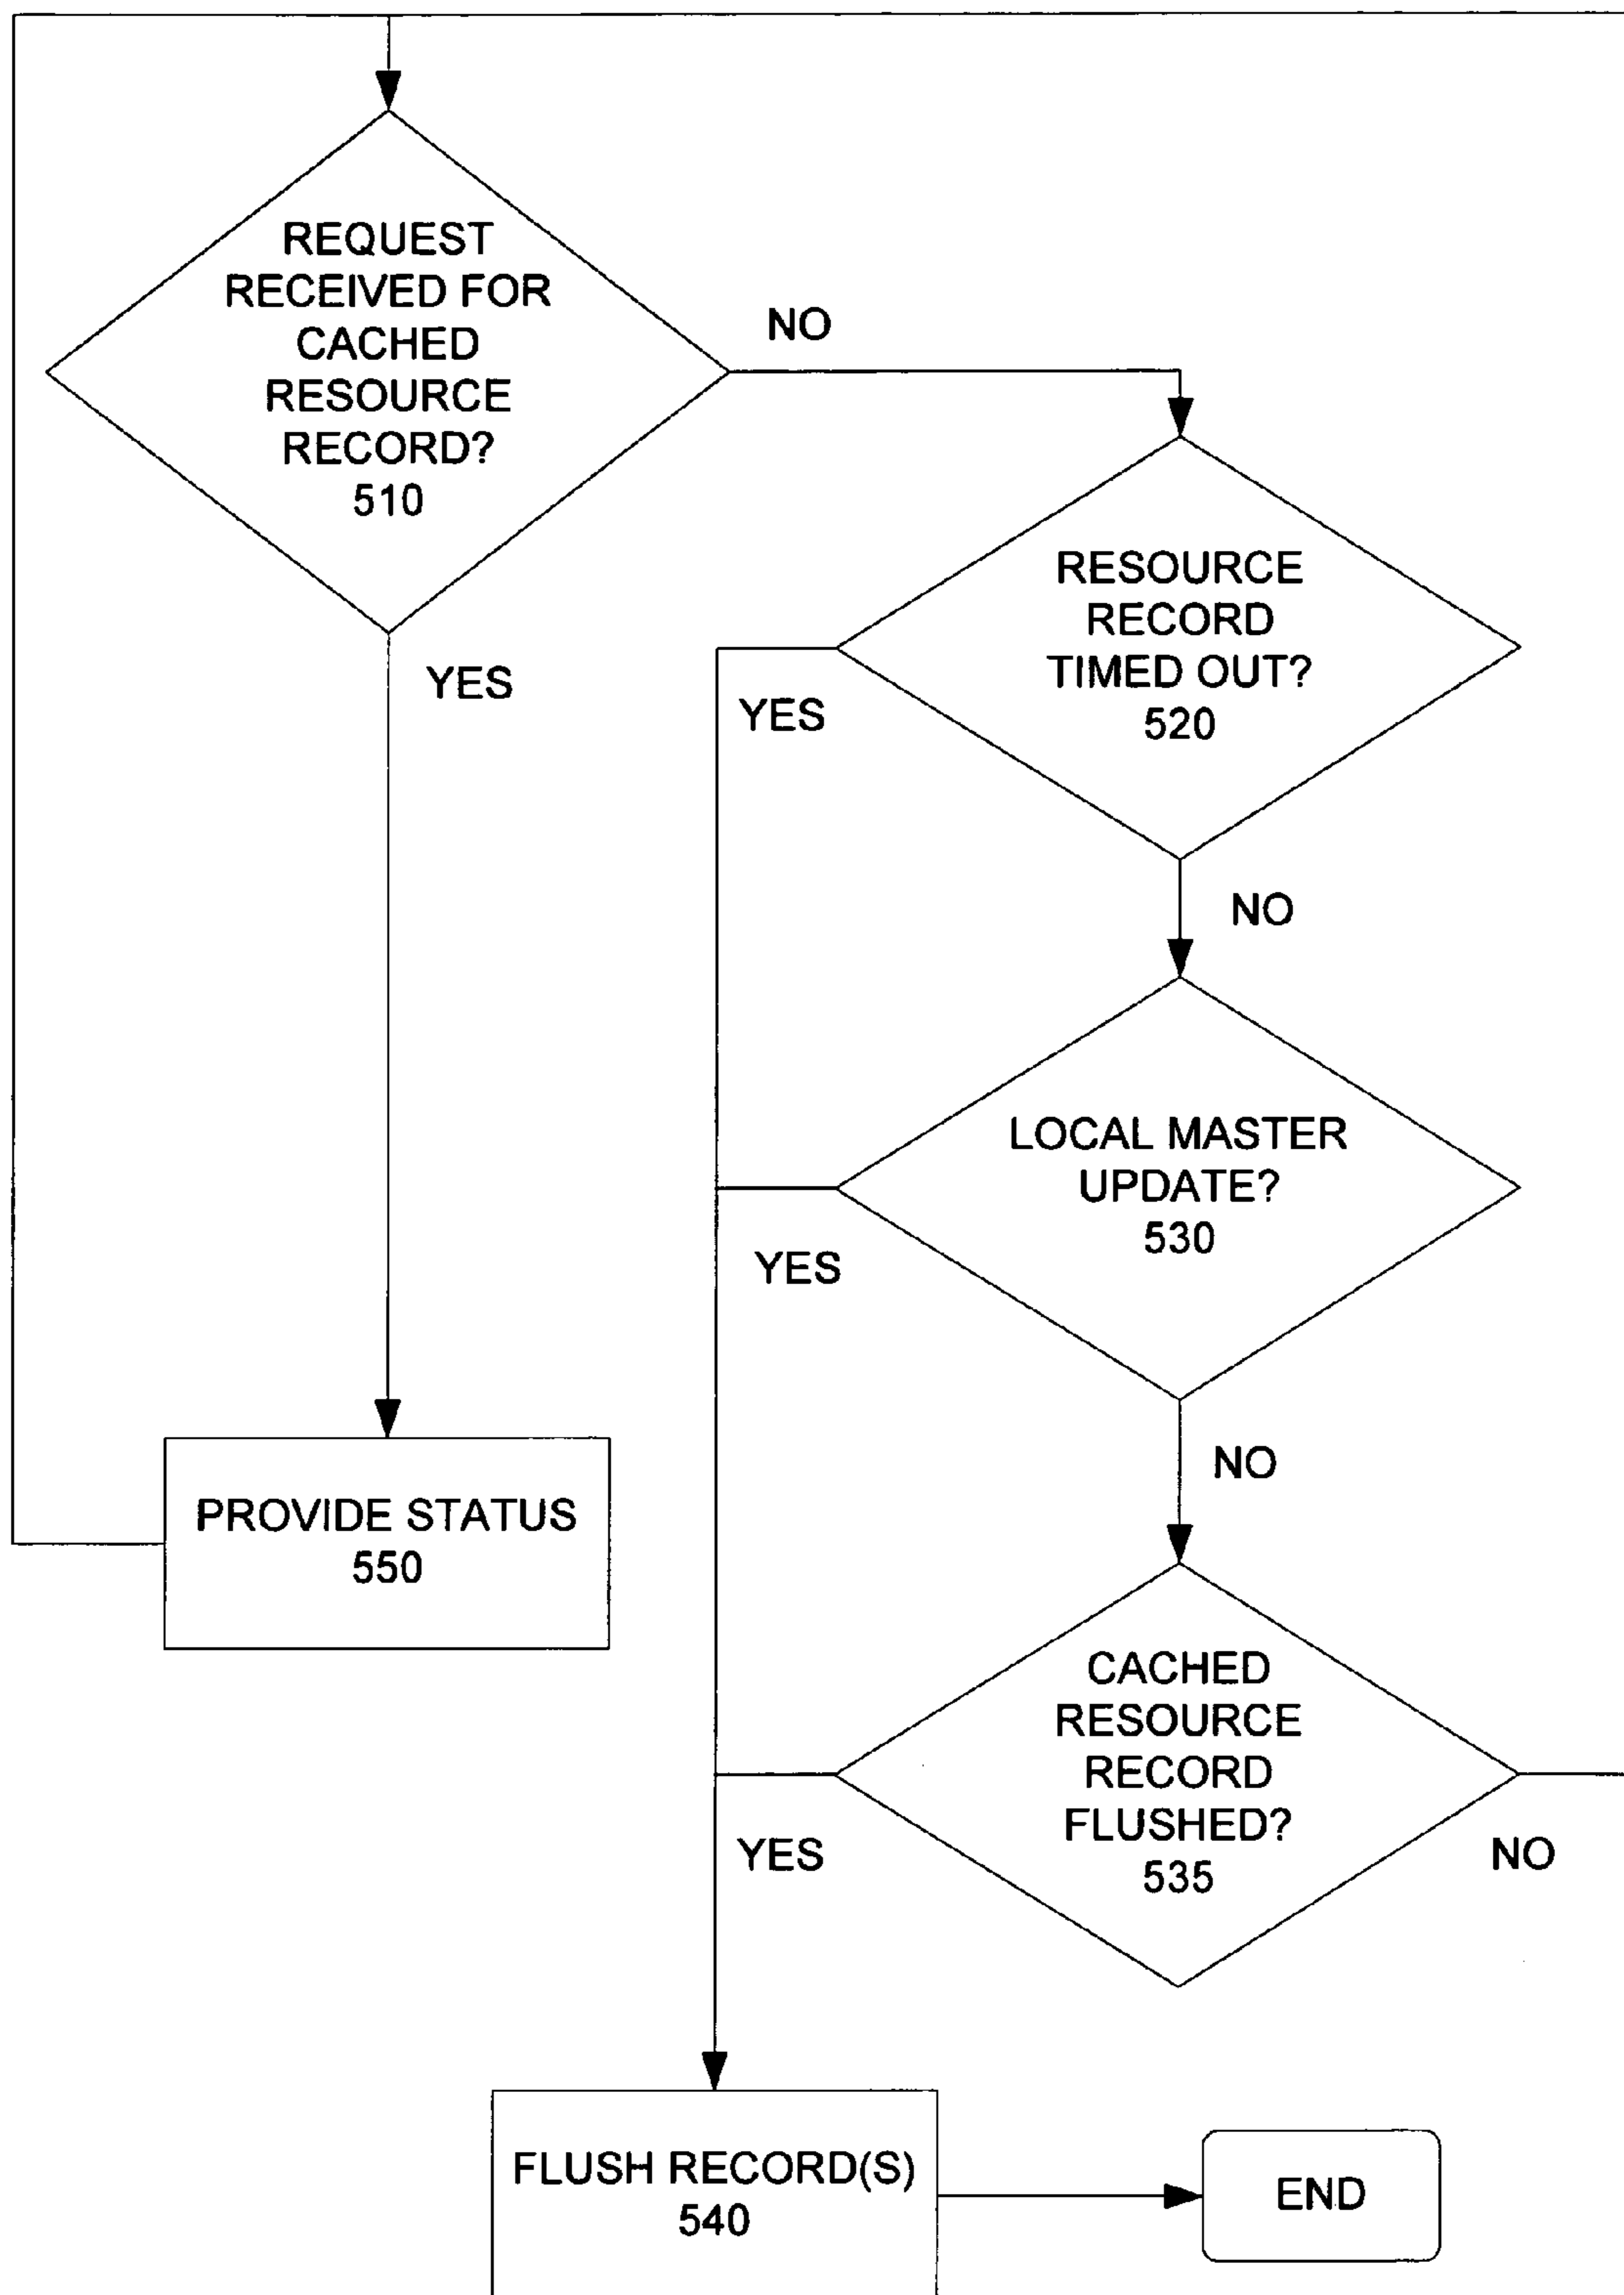 REQUEST
RECEIVED FOR
CACHED
RESOURCE
RECORD?
510
NO
YES
RESOURCE
RECORD
TIMED OUT?
520
YES
NO
LOCAL MASTER
UPDATE?
530
YES
NO
PROVIDE STATUS
550
CACHED
RESOURCE
RECORD
FLUSHED?
535
YES
NO
FLUSH RECORD(S)
540
END